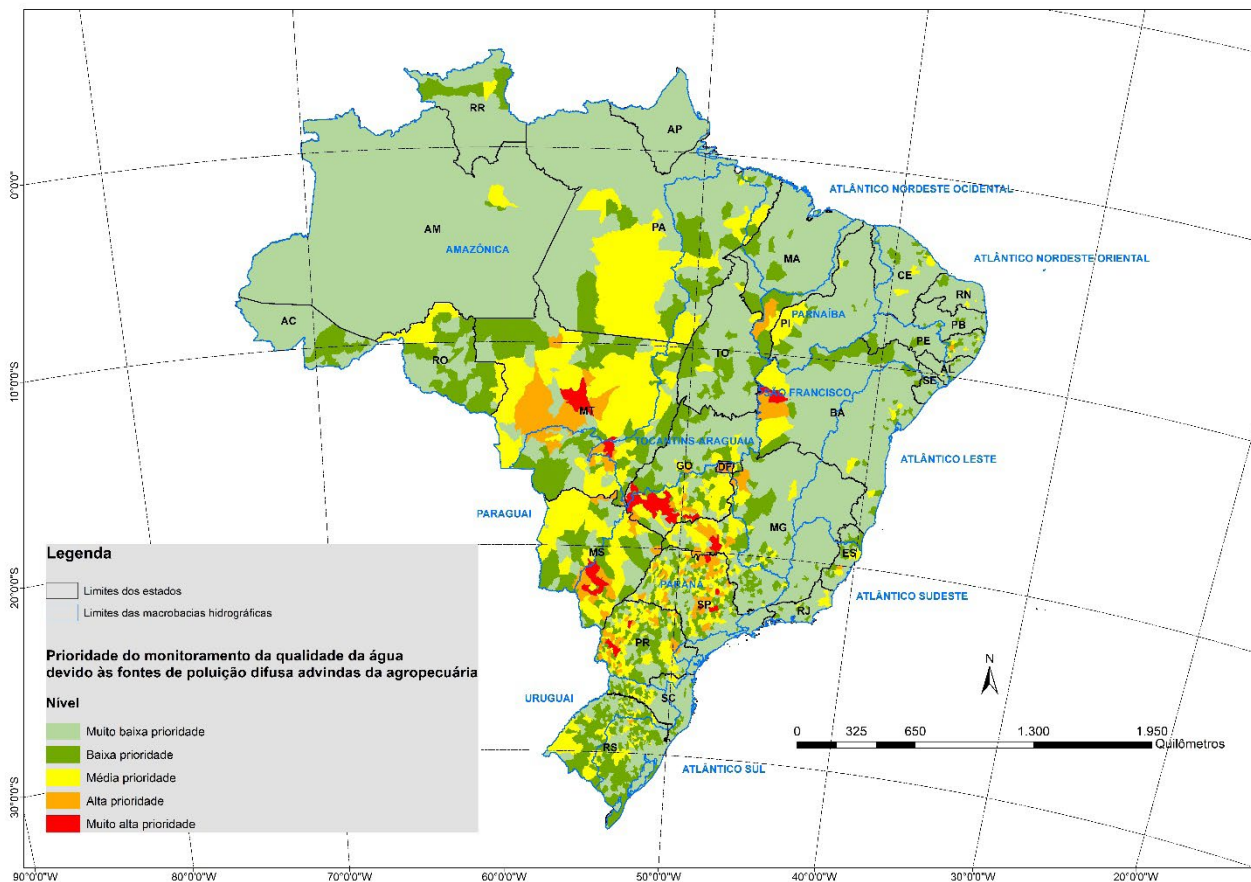 RR
AP
0°0'0"
ATLÂNTICO NORDESTE OCIDENTAL
AM
PA
AMAZÔNICA
MA
CE
ATLÂNTICO NORDESTE ORIENTAL
RN
AC
PI
PARNAÍBA
PB
PE
RO
TO
AL
SE
10°0'0"S
MT
SÃO FRANCISCO
BA
TOCANTINS-ARAGUAIA
ATLÂNTICO LESTE
GO
DF
PARAGUAI
MG
MS
ES
PARANÁ
ATLÂNTICO SUDESTE
SP
RJ
20°0'0"S
PR
URUGUAI
SC
RS
ATLÂNTICO SUL
30°0'0"S
Legenda
Limites dos estados
Limites das macrobacias hidrográficas
Prioridade do monitoramento da qualidade da água
devido às fontes de poluição difusa advindas da agropecuária
Nível
Muito baixa prioridade
Baixa prioridade
Média prioridade
Alta prioridade
Muito alta prioridade
N
0 325 650 1.300 1.950
Quilômetros
90°0'0"W 80°0'0"W 70°0'0"W 60°0'0"W 50°0'0"W 40°0'0"W 30°0'0"W 20°0'0"W